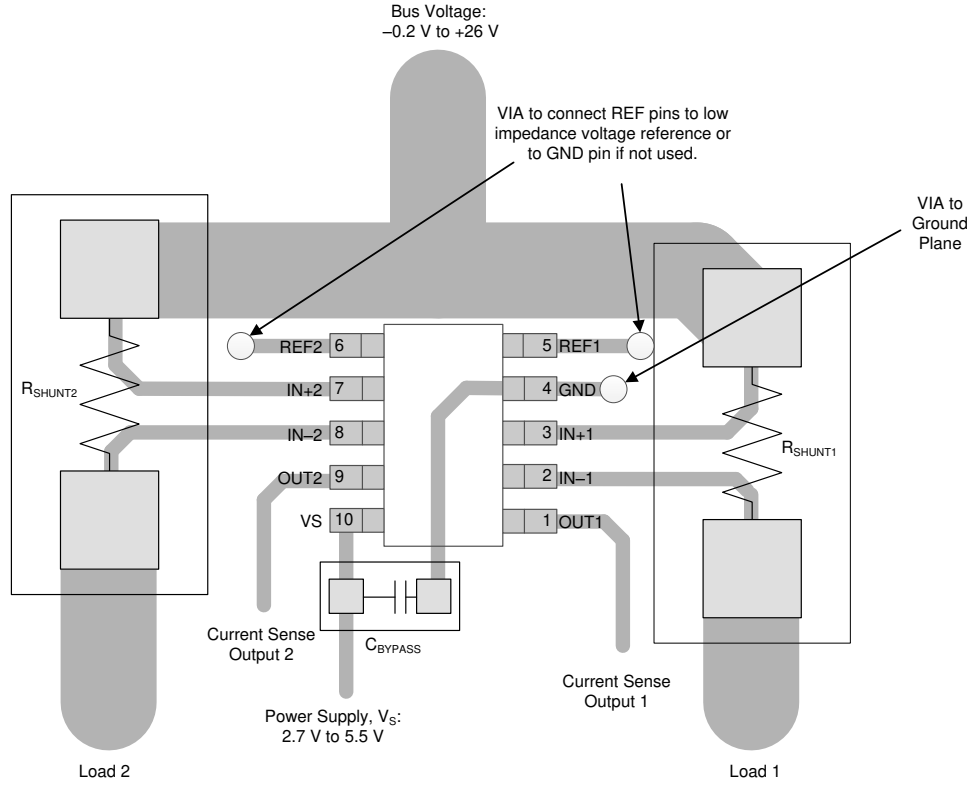 Bus Voltage:
–0.2 V to +26 V
VIA to connect REF pins to low
impedance voltage reference or
to GND pin if not used.
VIA to
Ground
Plane
REF2 6
5 REF1
RSHUNT2
IN+2 7
4 GND
IN–2 8
3 IN+1
RSHUNT1
OUT2 9
2 IN–1
VS 10
1 OUT1
Current Sense
Output 2
CBYPASS
Current Sense
Output 1
Power Supply, VS:
2.7 V to 5.5 V
Load 2
Load 1